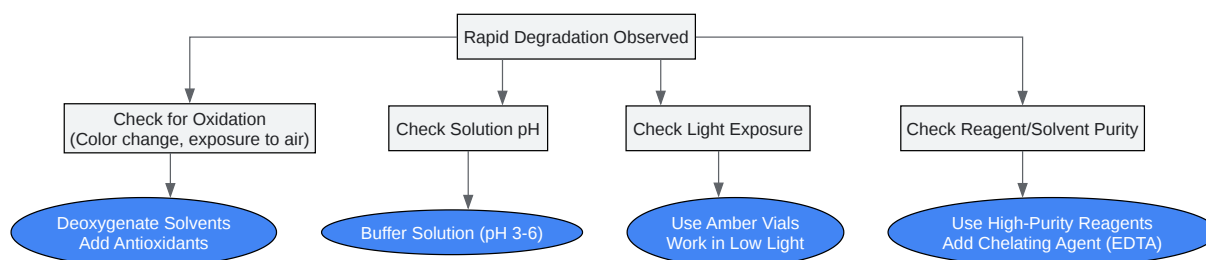 Rapid Degradation Observed
Check for Oxidation
(Color change, exposure to air)
Check Solution pH
Check Light Exposure
Check Reagent/Solvent Purity
Deoxygenate Solvents
Add Antioxidants
Buffer Solution (pH 3-6)
Use Amber Vials
Work in Low Light
Use High-Purity Reagents
Add Chelating Agent (EDTA)